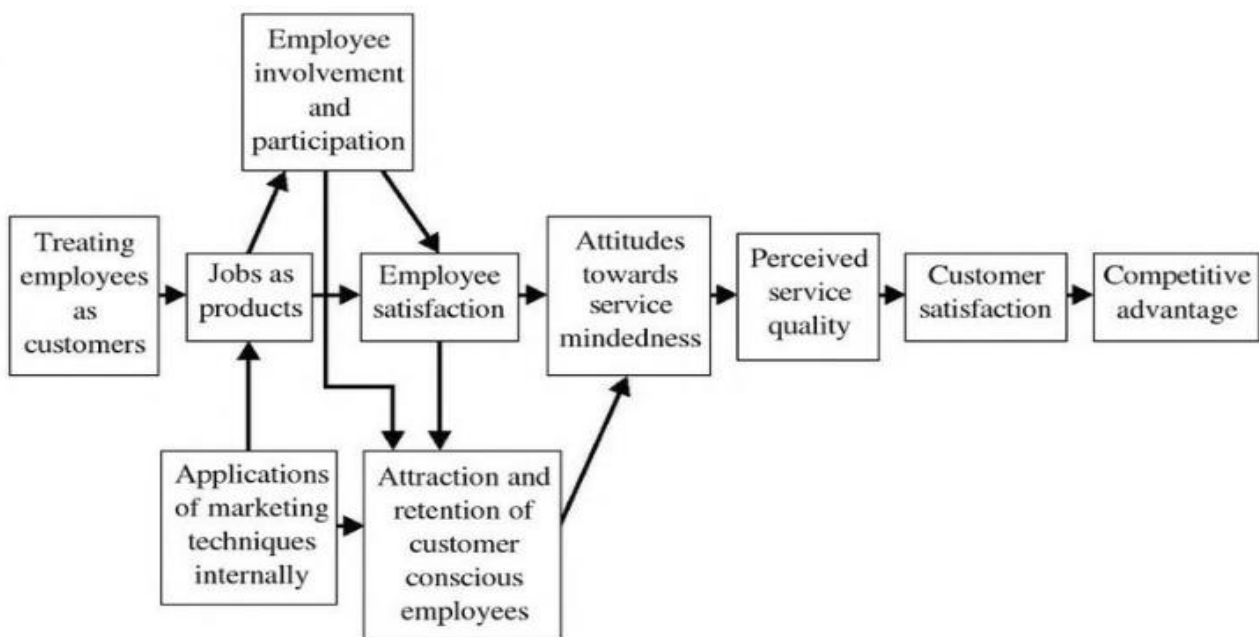 Employee
involvement
and
participation
Treating
employees
as
customers
Jobs as
products
Employee
satisfaction
Attitudes
towards
service
mindedness
Perceived
service
quality
Customer
satisfaction
Competitive
advantage
Applications
of marketing
techniques
internally
Attraction and
retention of
customer
conscious
employees